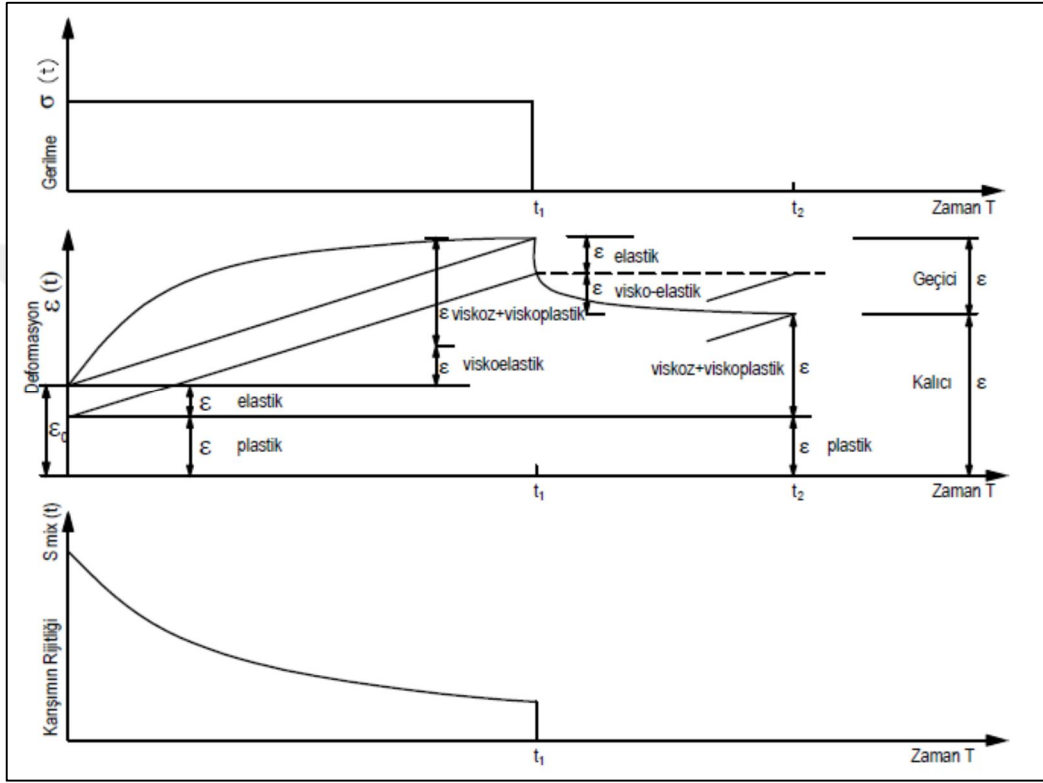 Gerilme σ (t)
t1
t2
Zaman T
Deformasyon ε (t)
ε elastik
ε visko-elastik
Geçici ε
ε viskoz+viskoplastik
ε viskoelastik
viskoz+viskoplastik ε
Kalıcı ε
ε0
ε elastik
ε plastik
ε plastik
t1
t2
Zaman T
Karışımın Rijitliği S mix (t)
t1
Zaman T